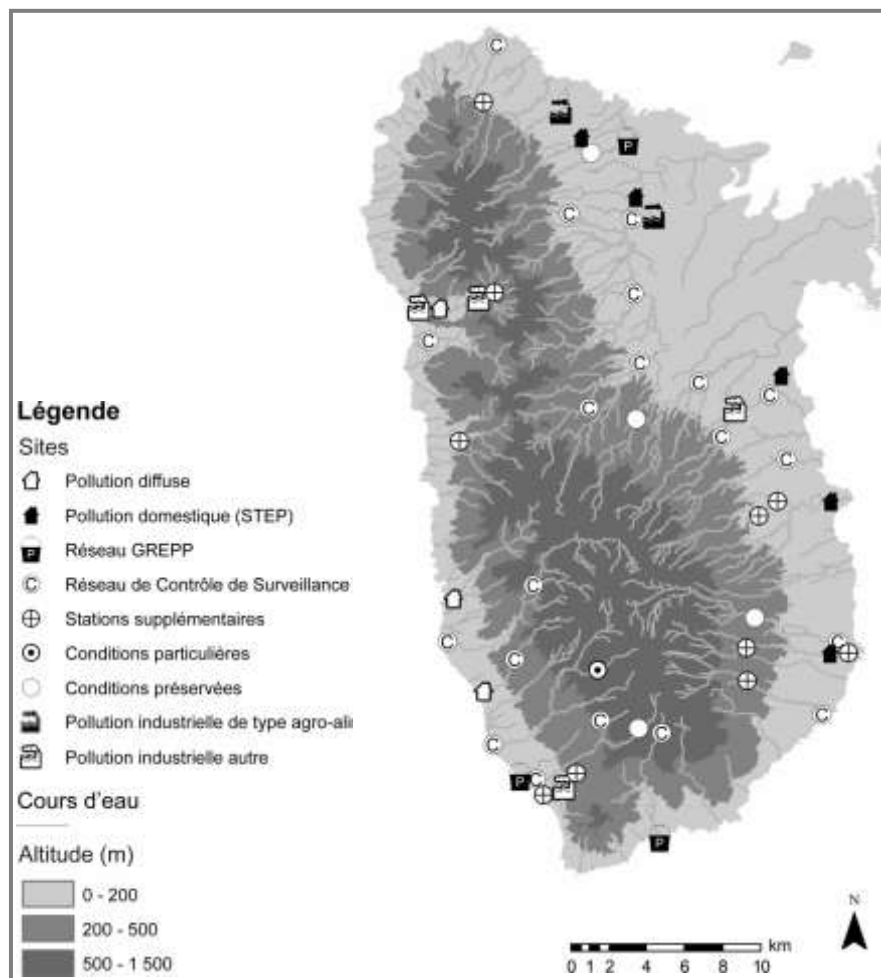 Légende
Sites
Pollution diffuse
Pollution domestique (STEP)
P Réseau GREPP
C Réseau de Contrôle de Surveillance
Stations supplémentaires
Conditions particulières
Conditions préservées
Pollution industrielle de type agro-ali
Pollution industrielle autre
Cours d'eau
Altitude (m)
0 - 200
200 - 500
500 - 1 500
N
km
0 1 2 4 6 8 10